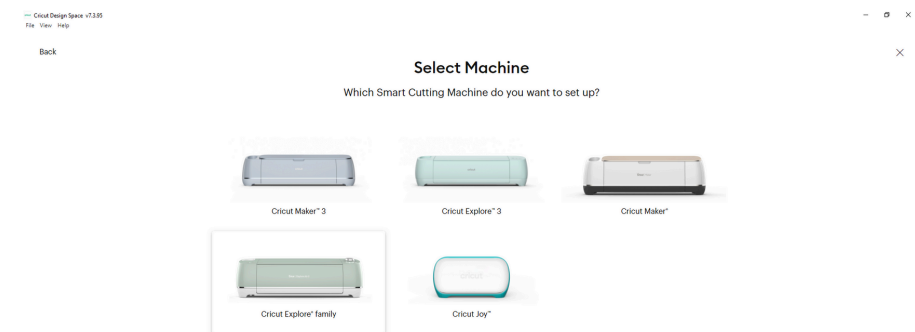 Cricut Design Space v7.3.95
File View Help
Back
Select Machine
Which Smart Cutting Machine do you want to set up?
Cricut Maker™ 3
Cricut Explore™ 3
Cricut Maker®
Cricut Explore® family
Cricut Joy™